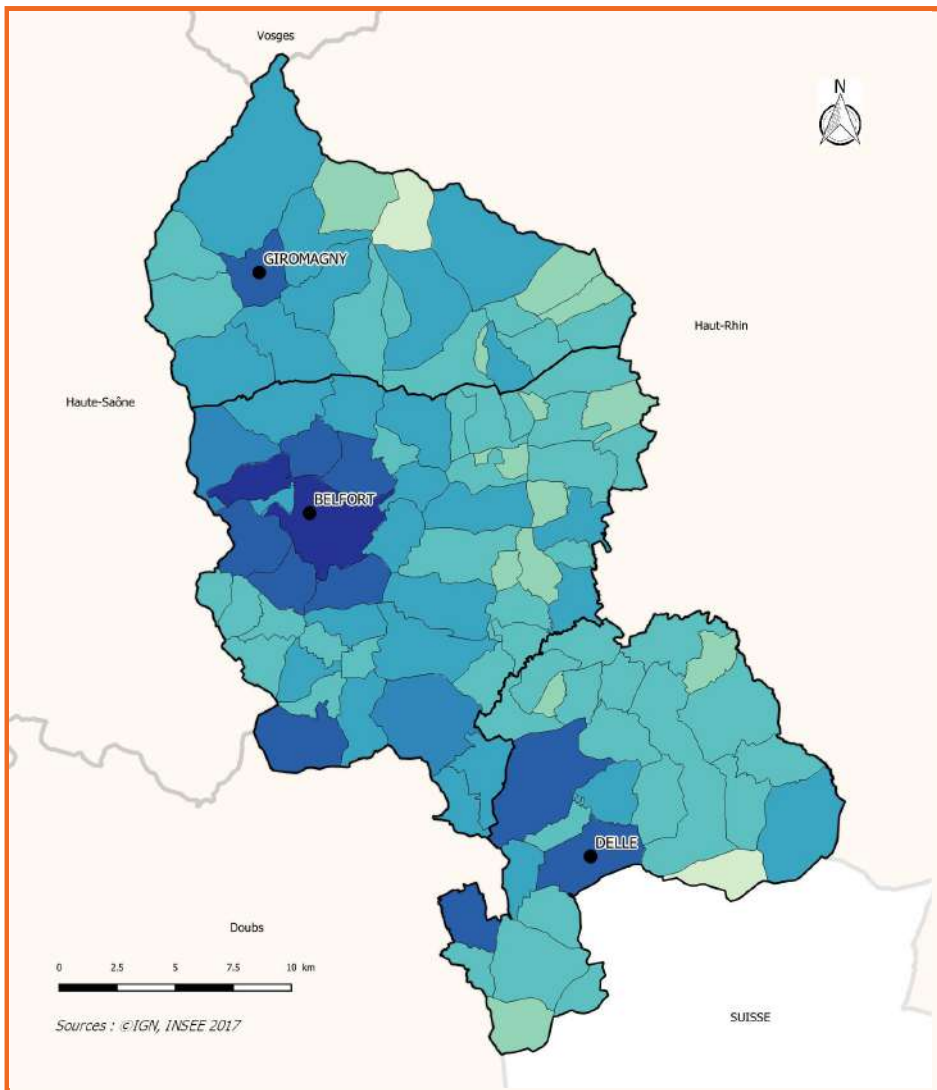 Vosges
N
GIROMAGNY
Haut-Rhin
Haute-Saône
BELFORT
DELLE
Doubs
0 2.5 5 7.5 10 km
Sources : ©IGN, INSEE 2017
SUISSE